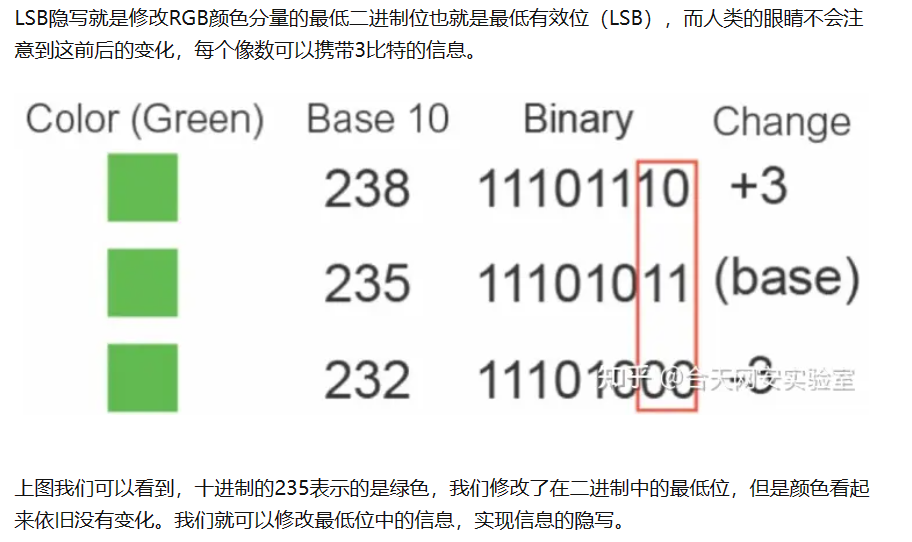 LSB隐写就是修改RGB颜色分量的最低二进制位也就是最低有效位（LSB），而人类的眼睛不会注
意到这前后的变化，每个像数可以携带3比特的信息。
Color (Green) Base 10 Binary Change
238 11101110 +3
235 11101011 (base)
232 11101000 -3
知乎 @合天网安实验室
上图我们可以看到，十进制的235表示的是绿色，我们修改了在二进制中的最低位，但是颜色看起
来依旧没有变化。我们就可以修改最低位中的信息，实现信息的隐写。